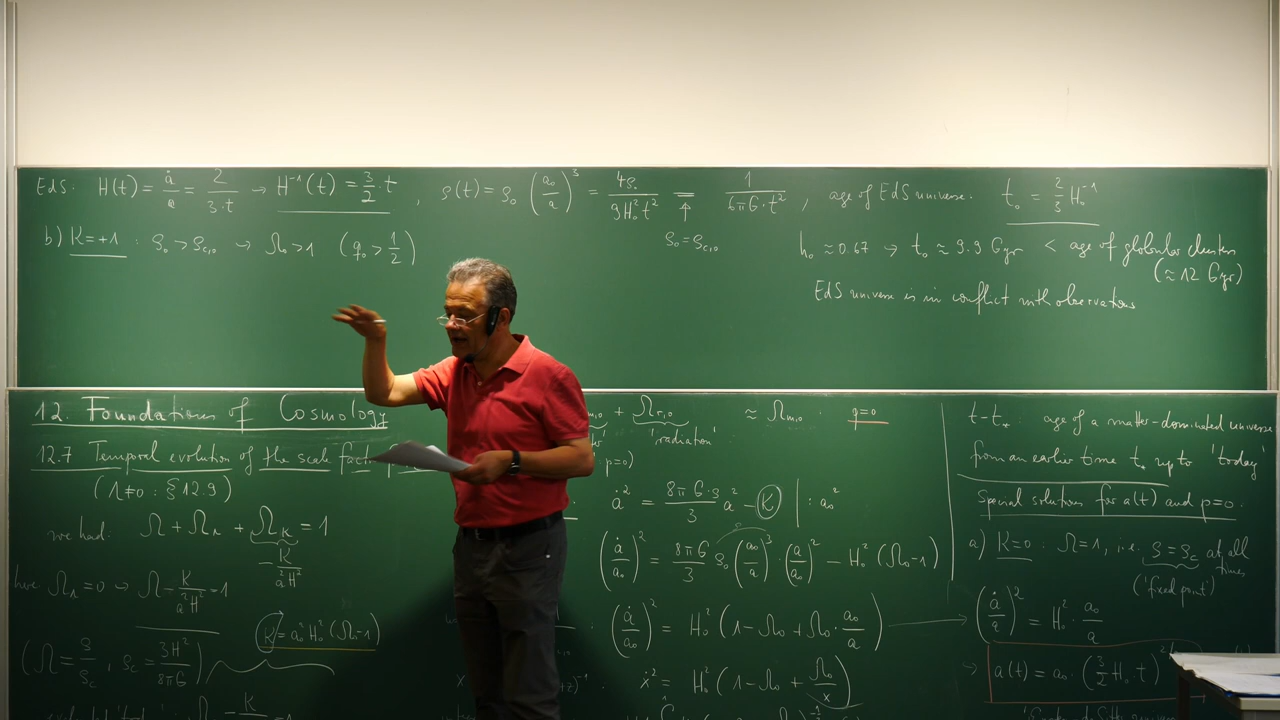 EdS: H(t) = ȧ/a = 2/(3·t) → H⁻¹(t) = 3/2·t , ρ(t) = ρ₀ (a₀/a)³ = 4ρ₀/(9H₀²t²) = 1/(6πG·t²) , age of EdS universe: t₀ = 2/3 H₀⁻¹
↑
ρ₀ = ρc,₀
b) K=+1 : ρ₀ > ρc,₀ → Ω₀ > 1 (q₀ > 1/2)
h₀ ≈ 0.67 → t₀ ≈ 9.9 Gyr < age of globular clusters
(≈ 12 Gyr)
EdS universe is in conflict with observations
12. Foundations of Cosmology
12.7 Temporal evolution of the scale
(Λ≠0 : § 12.9)
we had: Ω + Ω_Λ + Ω_K = 1
-K/(a²H²)
here Ω_Λ = 0 → Ω - K/(a²H²) = 1
K = a₀² H₀² (Ω₀-1)
(Ω = ρ/ρc , ρc = 3H²/(8πG))
m,0 + Ωr,0 ≈ Ωm,0 . q=0
'radiation'
p=0)
ȧ² = (8πG·ρ/3) a² - K | : a₀²
(ȧ/a₀)² = (8πG/3) ρ₀ (a₀/a)³ · (a/a₀)² - H₀² (Ω₀-1)
(ȧ/a₀)² = H₀² (1-Ω₀+Ω₀·a₀/a)
ẋ² = H₀² (1-Ω₀+Ω₀/x)
t-t* : age of a matter-dominated universe
from an earlier time t* up to 'today'
Special solutions for a(t) and p=0:
a) K=0 : Ω=1, i.e. ρ=ρc at all times
('fixed point')
(ȧ/a)² = H₀² · a₀/a
→ a(t) = a₀ · (3/2 H₀·t)